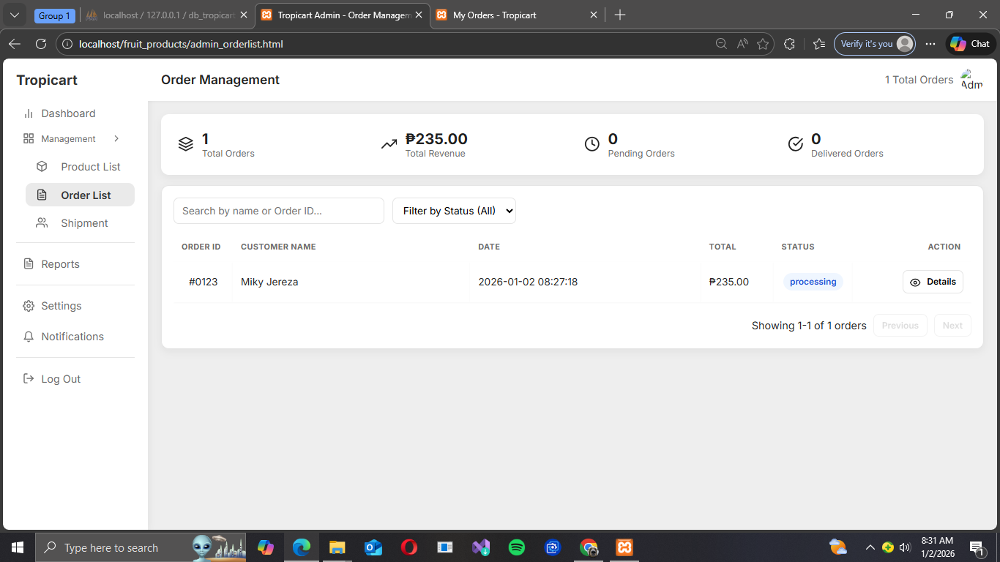 Group 1
localhost / 127.0.0.1 / db_tropicart
Tropicart Admin - Order Managem
My Orders - Tropicart
localhost/fruit_products/admin_orderlist.html
Verify it's you
Chat
Tropicart
Order Management
1 Total Orders
Adm
Dashboard
Management
Product List
Order List
Shipment
Reports
Settings
Notifications
Log Out
1
Total Orders
₱235.00
Total Revenue
0
Pending Orders
0
Delivered Orders
Search by name or Order ID...
Filter by Status (All)
ORDER ID CUSTOMER NAME DATE TOTAL STATUS ACTION
#0123 Miky Jereza 2026-01-02 08:27:18 ₱235.00 processing Details
Showing 1-1 of 1 orders Previous Next
Type here to search
8:31 AM
1/2/2026
1